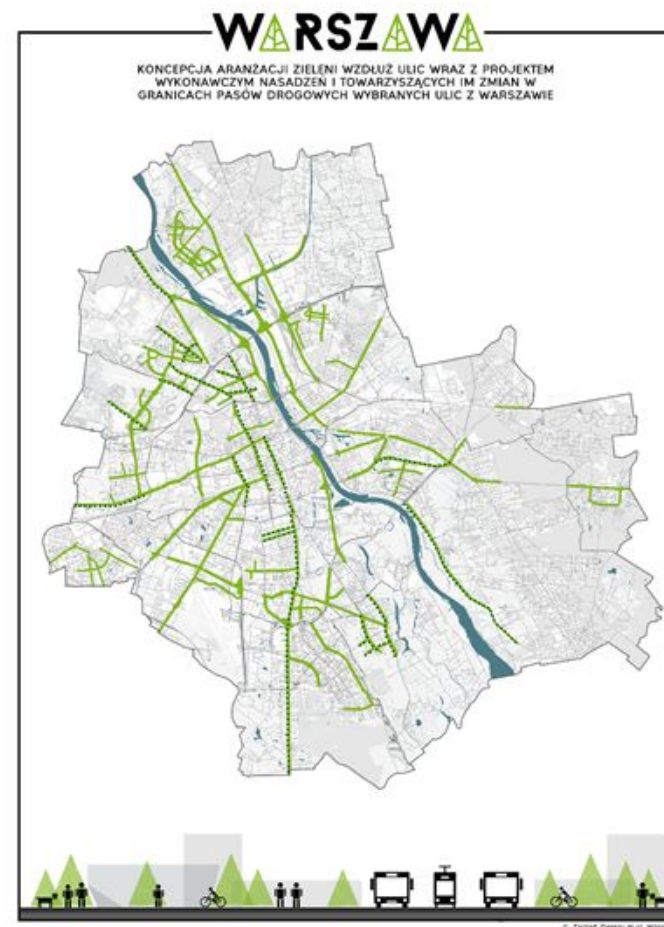 WARSZAWA
KONCEPCJA ARANŻACJI ZIELENI WZDŁUŻ ULIC WRAZ Z PROJEKTEM
WYKONAWCZYM NASADZEŃ I TOWARZYSZĄCYCH IM ZMIAN W
GRANICACH PASÓW DROGOWYCH WYBRANYCH ULIC Z WARSZAWIE